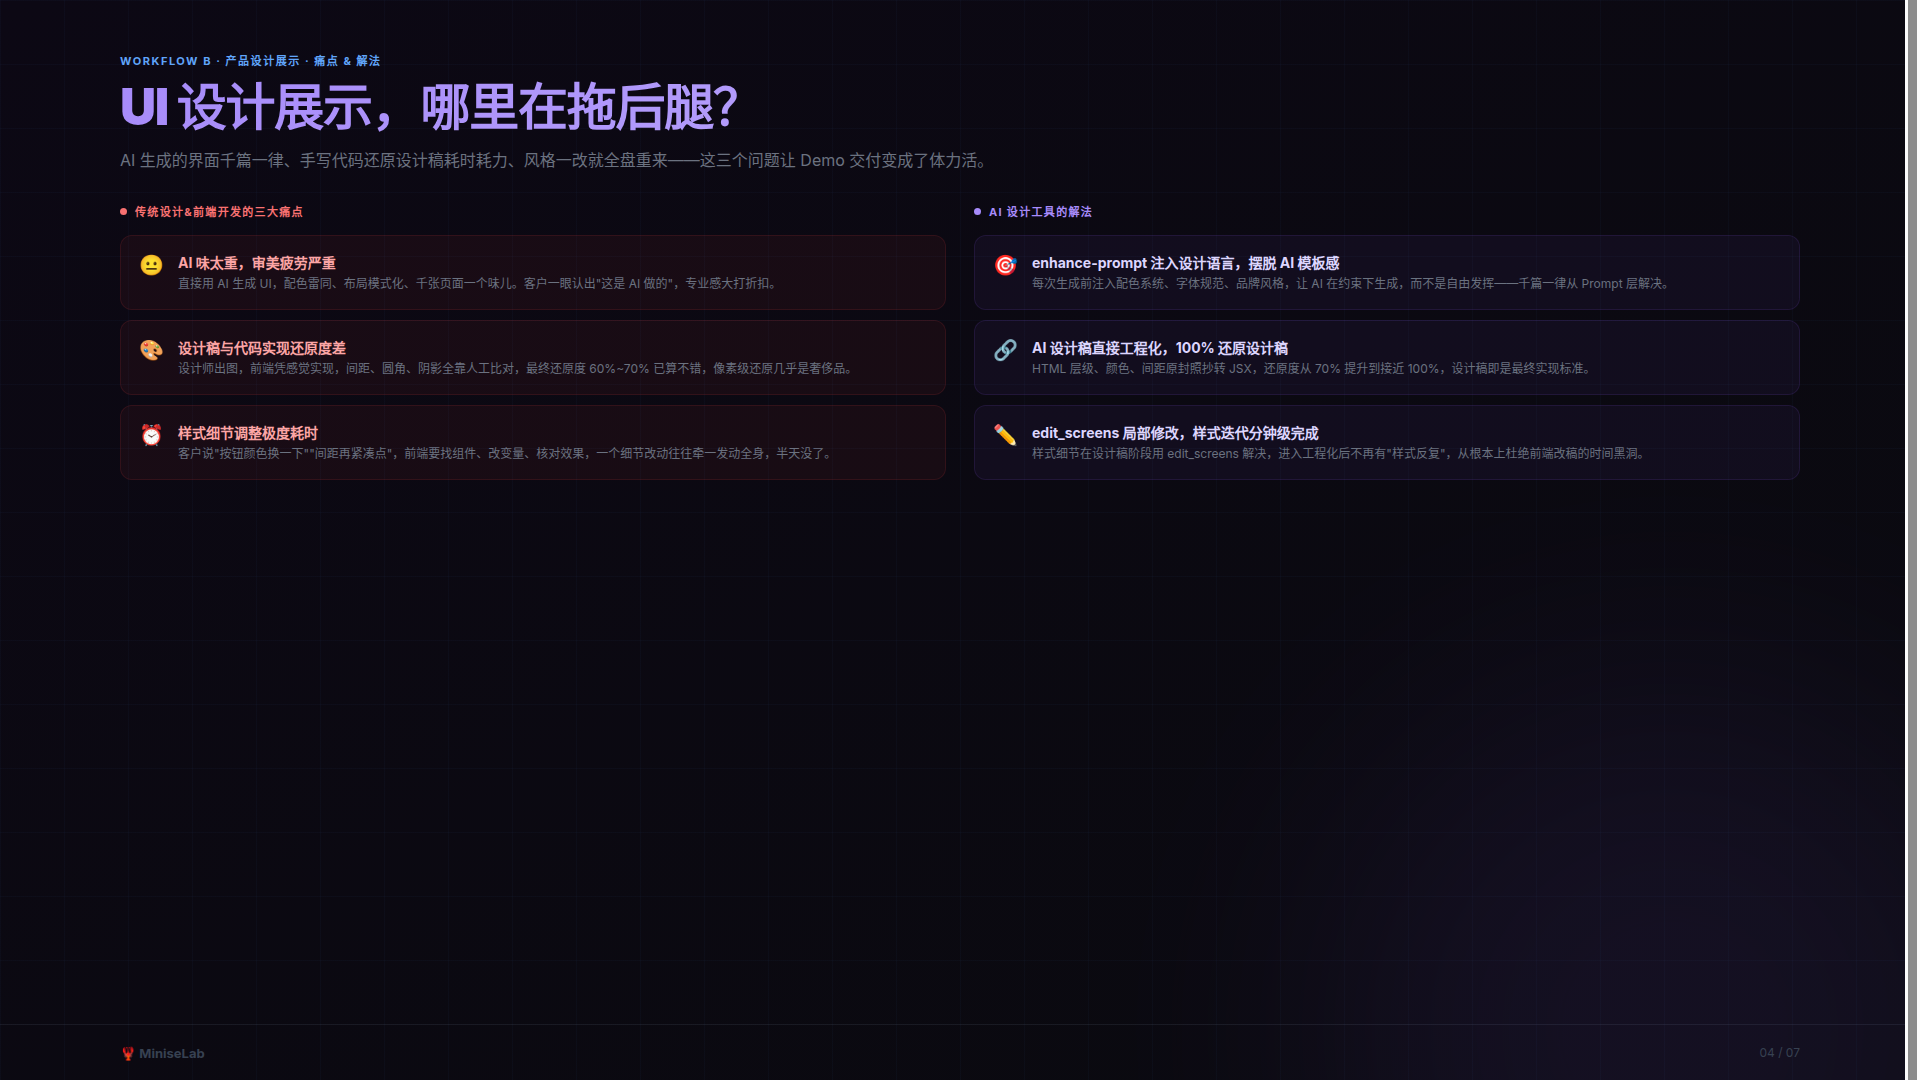 WORKFLOW B · 产品设计展示 · 痛点 & 解法
UI 设计展示，哪里在拖后腿？
AI 生成的界面千篇一律、手写代码还原设计稿耗时耗力、风格一改就全盘重来——这三个问题让 Demo 交付变成了体力活。
传统设计&前端开发的三大痛点
AI 味太重，审美疲劳严重
直接用 AI 生成 UI，配色雷同、布局模式化、千张页面一个味儿。客户一眼认出"这是 AI 做的"，专业感大打折扣。
设计稿与代码实现还原度差
设计师出图，前端凭感觉实现，间距、圆角、阴影全靠人工比对，最终还原度 60%~70% 已算不错，像素级还原几乎是奢侈品。
样式细节调整极度耗时
客户说"按钮颜色换一下""间距再紧凑点"，前端要找组件、改变量、核对效果，一个细节改动往往牵一发动全身，半天没了。
AI 设计工具的解法
enhance-prompt 注入设计语言，摆脱 AI 模板感
每次生成前注入配色系统、字体规范、品牌风格，让 AI 在约束下生成，而不是自由发挥——千篇一律从 Prompt 层解决。
AI 设计稿直接工程化，100% 还原设计稿
HTML 层级、颜色、间距原封照抄转 JSX，还原度从 70% 提升到接近 100%，设计稿即是最终实现标准。
edit_screens 局部修改，样式迭代分钟级完成
样式细节在设计稿阶段用 edit_screens 解决，进入工程化后不再有"样式反复"，从根本上杜绝前端改稿的时间黑洞。
MiniseLab
04 / 07